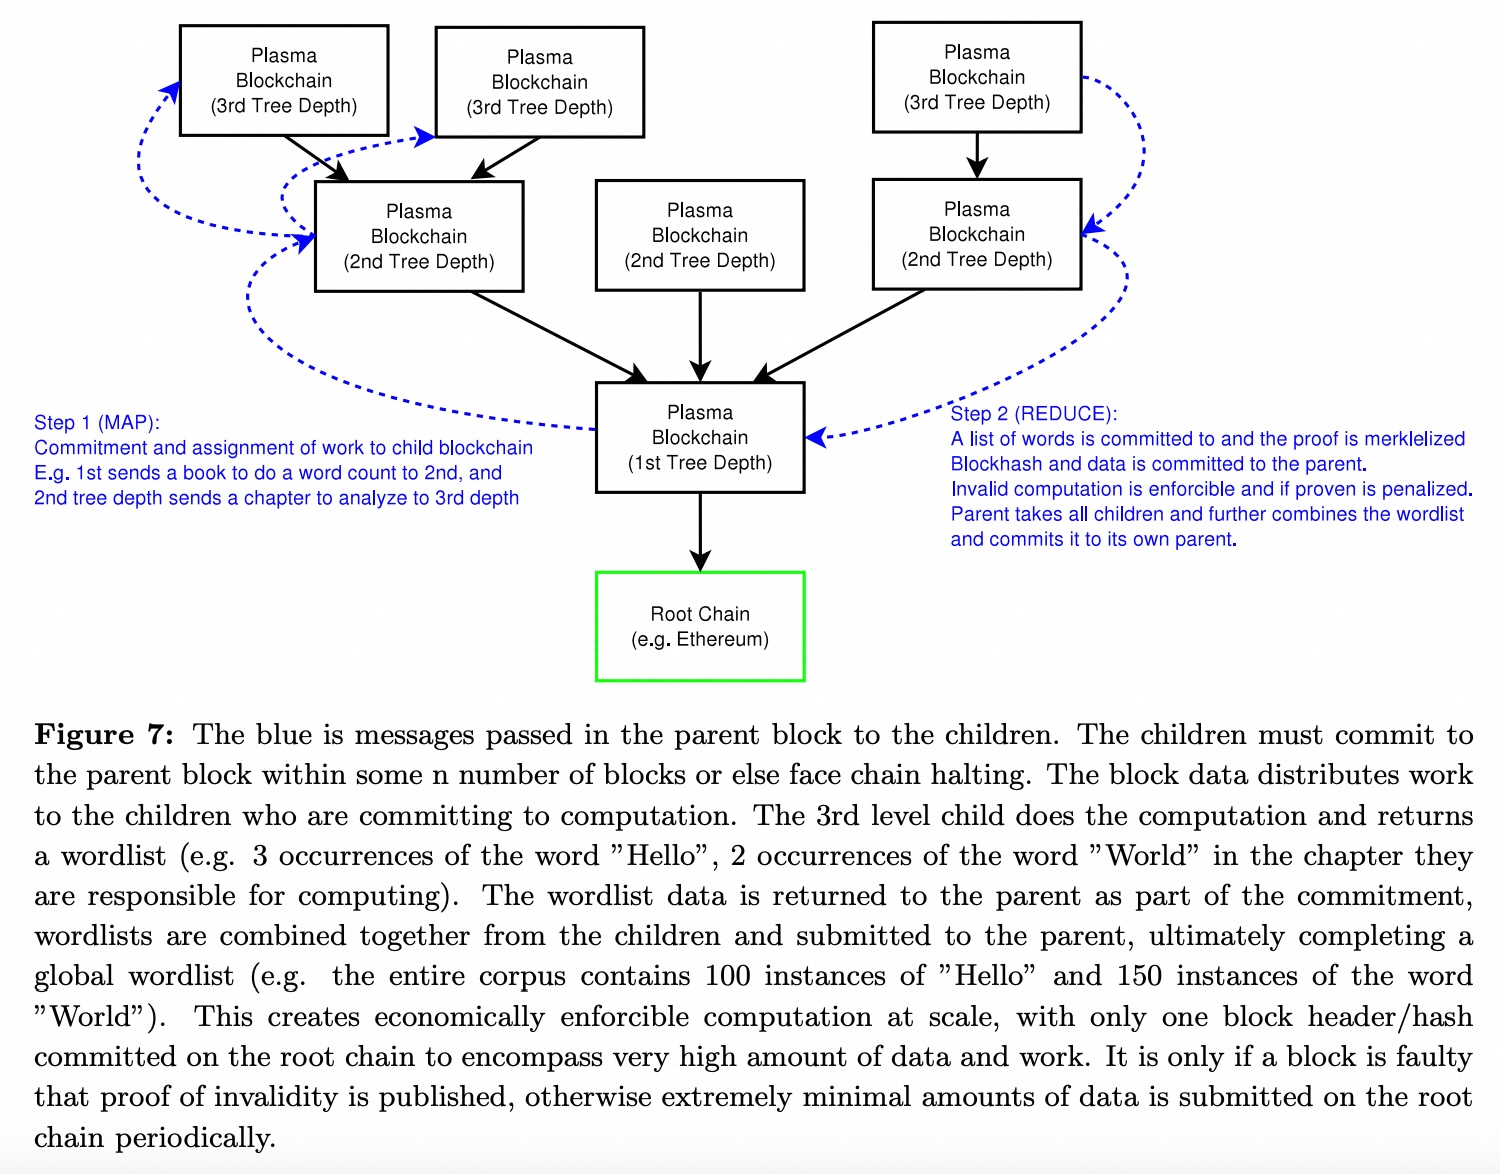 Plasma
Blockchain
(3rd Tree Depth)
Plasma
Blockchain
(3rd Tree Depth)
Plasma
Blockchain
(3rd Tree Depth)
Plasma
Blockchain
(2nd Tree Depth)
Plasma
Blockchain
(2nd Tree Depth)
Plasma
Blockchain
(2nd Tree Depth)
Plasma
Blockchain
(1st Tree Depth)
Step 1 (MAP):
Commitment and assignment of work to child blockchain
E.g. 1st sends a book to do a word count to 2nd, and
2nd tree depth sends a chapter to analyze to 3rd depth
Step 2 (REDUCE):
A list of words is committed to and the proof is merklelized
Blockhash and data is committed to the parent.
Invalid computation is enforcible and if proven is penalized.
Parent takes all children and further combines the wordlist
and commits it to its own parent.
Root Chain
(e.g. Ethereum)
Figure 7: The blue is messages passed in the parent block to the children. The children must commit to
the parent block within some n number of blocks or else face chain halting. The block data distributes work
to the children who are committing to computation. The 3rd level child does the computation and returns
a wordlist (e.g. 3 occurrences of the word ”Hello”, 2 occurrences of the word ”World” in the chapter they
are responsible for computing). The wordlist data is returned to the parent as part of the commitment,
wordlists are combined together from the children and submitted to the parent, ultimately completing a
global wordlist (e.g. the entire corpus contains 100 instances of ”Hello” and 150 instances of the word
”World”). This creates economically enforcible computation at scale, with only one block header/hash
committed on the root chain to encompass very high amount of data and work. It is only if a block is faulty
that proof of invalidity is published, otherwise extremely minimal amounts of data is submitted on the root
chain periodically.